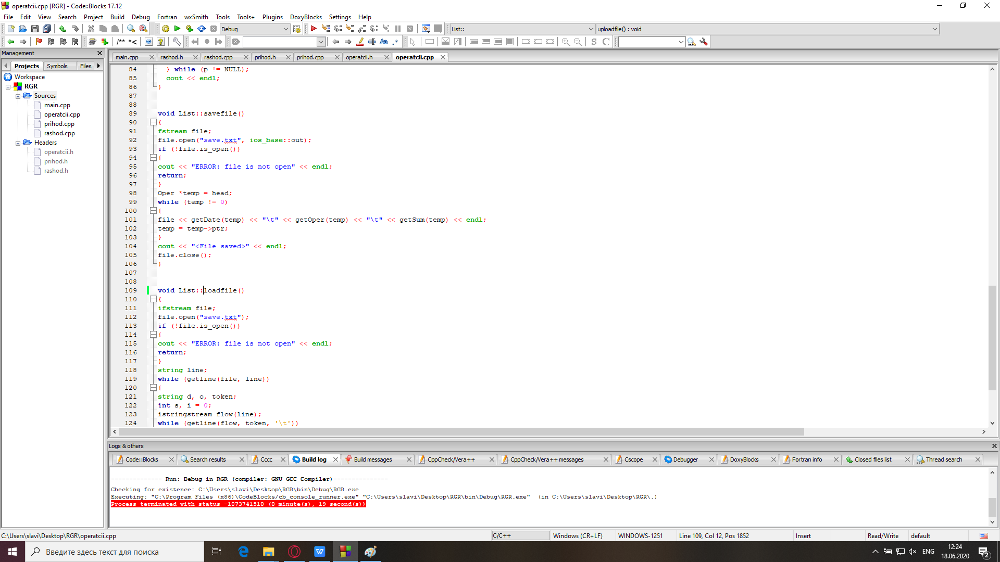 operatcii.cpp [RGR] - Code::Blocks 17.12
File Edit View Search Project Build Debug Fortran wxSmith Tools Tools+ Plugins DoxyBlocks Settings Help
Debug
List::
uploadfile() : void
/** *<
S C
Management
main.cpp rashod.h rashod.cpp prihod.h prihod.cpp operatcii.h operatcii.cpp
Projects Symbols Files
Workspace
RGR
Sources
main.cpp
operatcii.cpp
prihod.cpp
rashod.cpp
Headers
operatcii.h
prihod.h
rashod.h
84 } while (p != NULL);
85 cout << endl;
86 }
87
88
89 void List::savefile()
90 {
91 fstream file;
92 file.open("save.txt", ios_base::out);
93 if (!file.is_open())
94 {
95 cout << "ERROR: file is not open" << endl;
96 return;
97 }
98 Oper *temp = head;
99 while (temp != 0)
100 {
101 file << getDate(temp) << "\t" << getOper(temp) << "\t" << getSum(temp) << endl;
102 temp = temp->ptr;
103 }
104 cout << "<File saved>" << endl;
105 file.close();
106 }
107
108
109 void List::loadfile()
110 {
111 ifstream file;
112 file.open("save.txt");
113 if (!file.is_open())
114 {
115 cout << "ERROR: file is not open" << endl;
116 return;
117 }
118 string line;
119 while (getline(file, line))
120 {
121 string d, o, token;
122 int s, i = 0;
123 istringstream flow(line);
124 while (getline(flow, token, '\t'))
Logs & others
Code::Blocks Search results Cccc Build log Build messages CppCheck/Vera++ CppCheck/Vera++ messages Cscope Debugger DoxyBlocks Fortran info Closed files list Thread search
-------------- Run: Debug in RGR (compiler: GNU GCC Compiler)---------------
Checking for existence: C:\Users\slavi\Desktop\RGR\bin\Debug\RGR.exe
Executing: "C:\Program Files (x86)\CodeBlocks/cb_console_runner.exe" "C:\Users\slavi\Desktop\RGR\bin\Debug\RGR.exe"  (in C:\Users\slavi\Desktop\RGR\.)
Process terminated with status -1073741510 (0 minute(s), 19 second(s))
C:\Users\slavi\Desktop\RGR\operatcii.cpp C/C++ Windows (CR+LF) WINDOWS-1251 Line 109, Col 12, Pos 1852 Insert Read/Write default
Введите здесь текст для поиска
ENG
12:24
18.06.2020
2